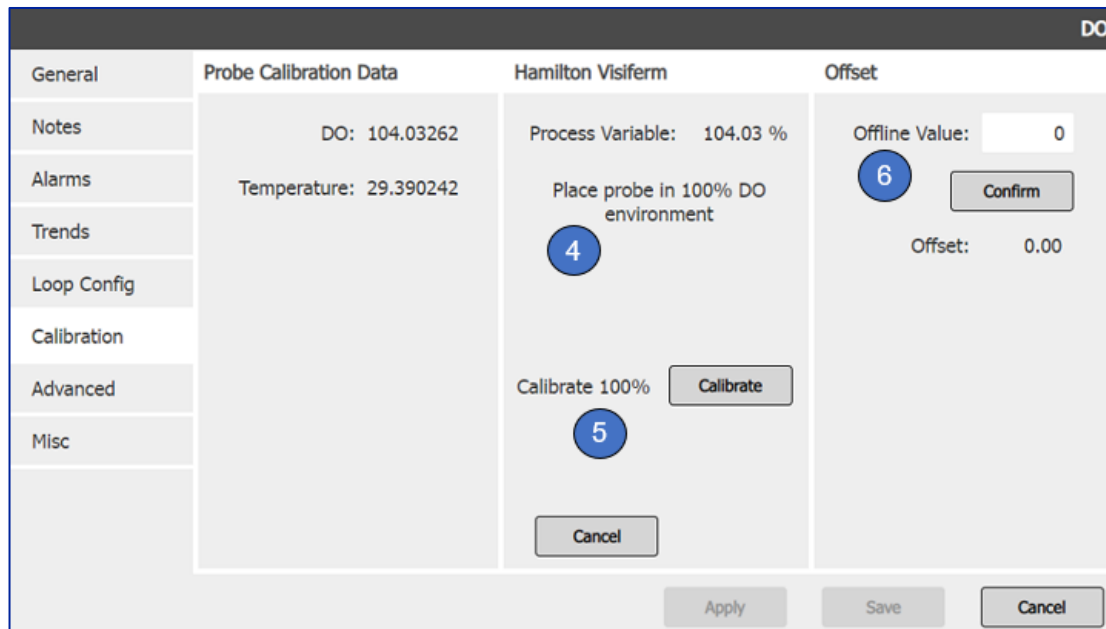 DO
General
Notes
Alarms
Trends
Loop Config
Calibration
Advanced
Misc
Probe Calibration Data
DO: 104.03262
Temperature: 29.390242
Hamilton Visiferm
Process Variable: 104.03 %
Place probe in 100% DO
environment
4
Calibrate 100% Calibrate
5
Cancel
Offset
Offline Value: 0
6
Confirm
Offset: 0.00
Apply Save Cancel